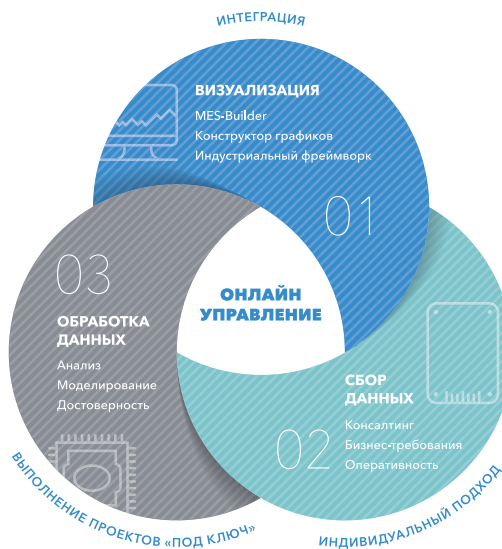 ИНТЕГРАЦИЯ
ВИЗУАЛИЗАЦИЯ
MES-Builder
Конструктор графиков
Индустриальный фреймворк
01
03
ОБРАБОТКА
ДАННЫХ
Анализ
Моделирование
Достоверность
ОНЛАЙН
УПРАВЛЕНИЕ
СБОР
ДАННЫХ
Консалтинг
Бизнес-требования
Оперативность
02
ВЫПОЛНЕНИЕ ПРОЕКТОВ «ПОД КЛЮЧ»
ИНДИВИДУАЛЬНЫЙ ПОДХОД